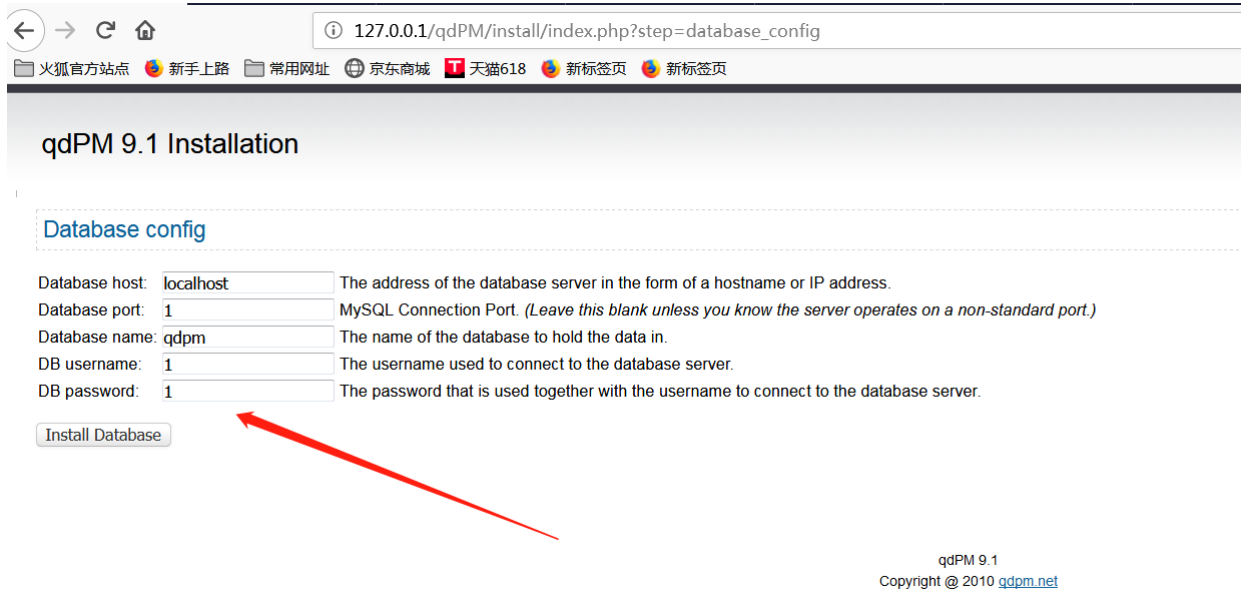 127.0.0.1/qdPM/install/index.php?step=database_config
火狐官方站点 新手上路 常用网址 京东商城 T 天猫618 新标签页 新标签页
qdPM 9.1 Installation
Database config
Database host: localhost The address of the database server in the form of a hostname or IP address.
Database port: 1 MySQL Connection Port. (Leave this blank unless you know the server operates on a non-standard port.)
Database name: qdpm The name of the database to hold the data in.
DB username: 1 The username used to connect to the database server.
DB password: 1 The password that is used together with the username to connect to the database server.
Install Database
qdPM 9.1
Copyright @ 2010 qdpm.net